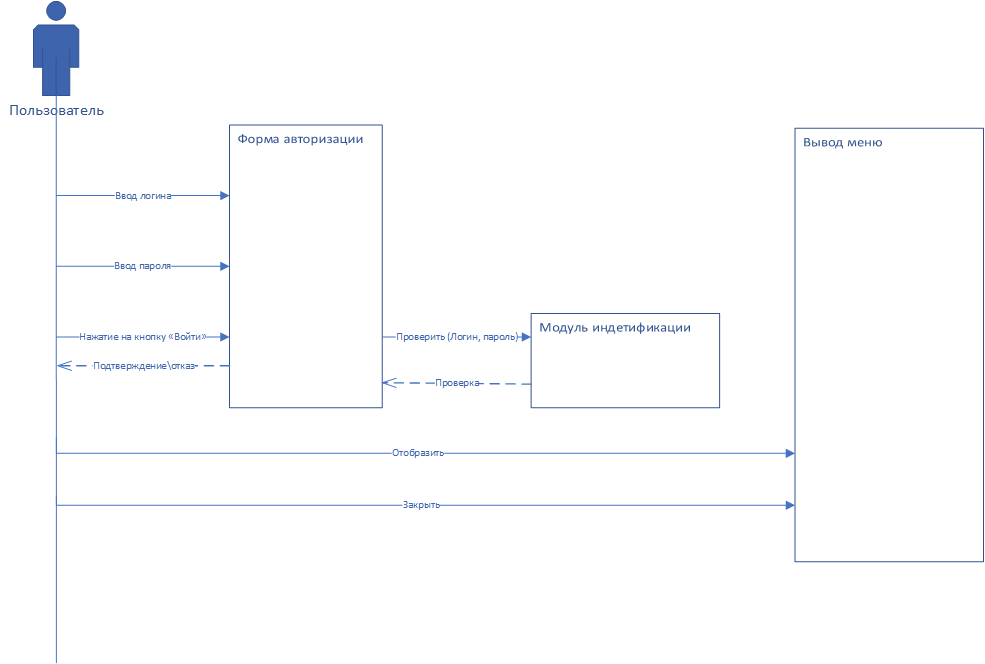 Пользователь
Форма авторизации
Вывод меню
Ввод логина
Ввод пароля
Нажатие на кнопку «Войти»
Проверить (Логин, пароль)
Модуль индетификации
Подтверждение\отказ
Проверка
Отобразить
Закрыть